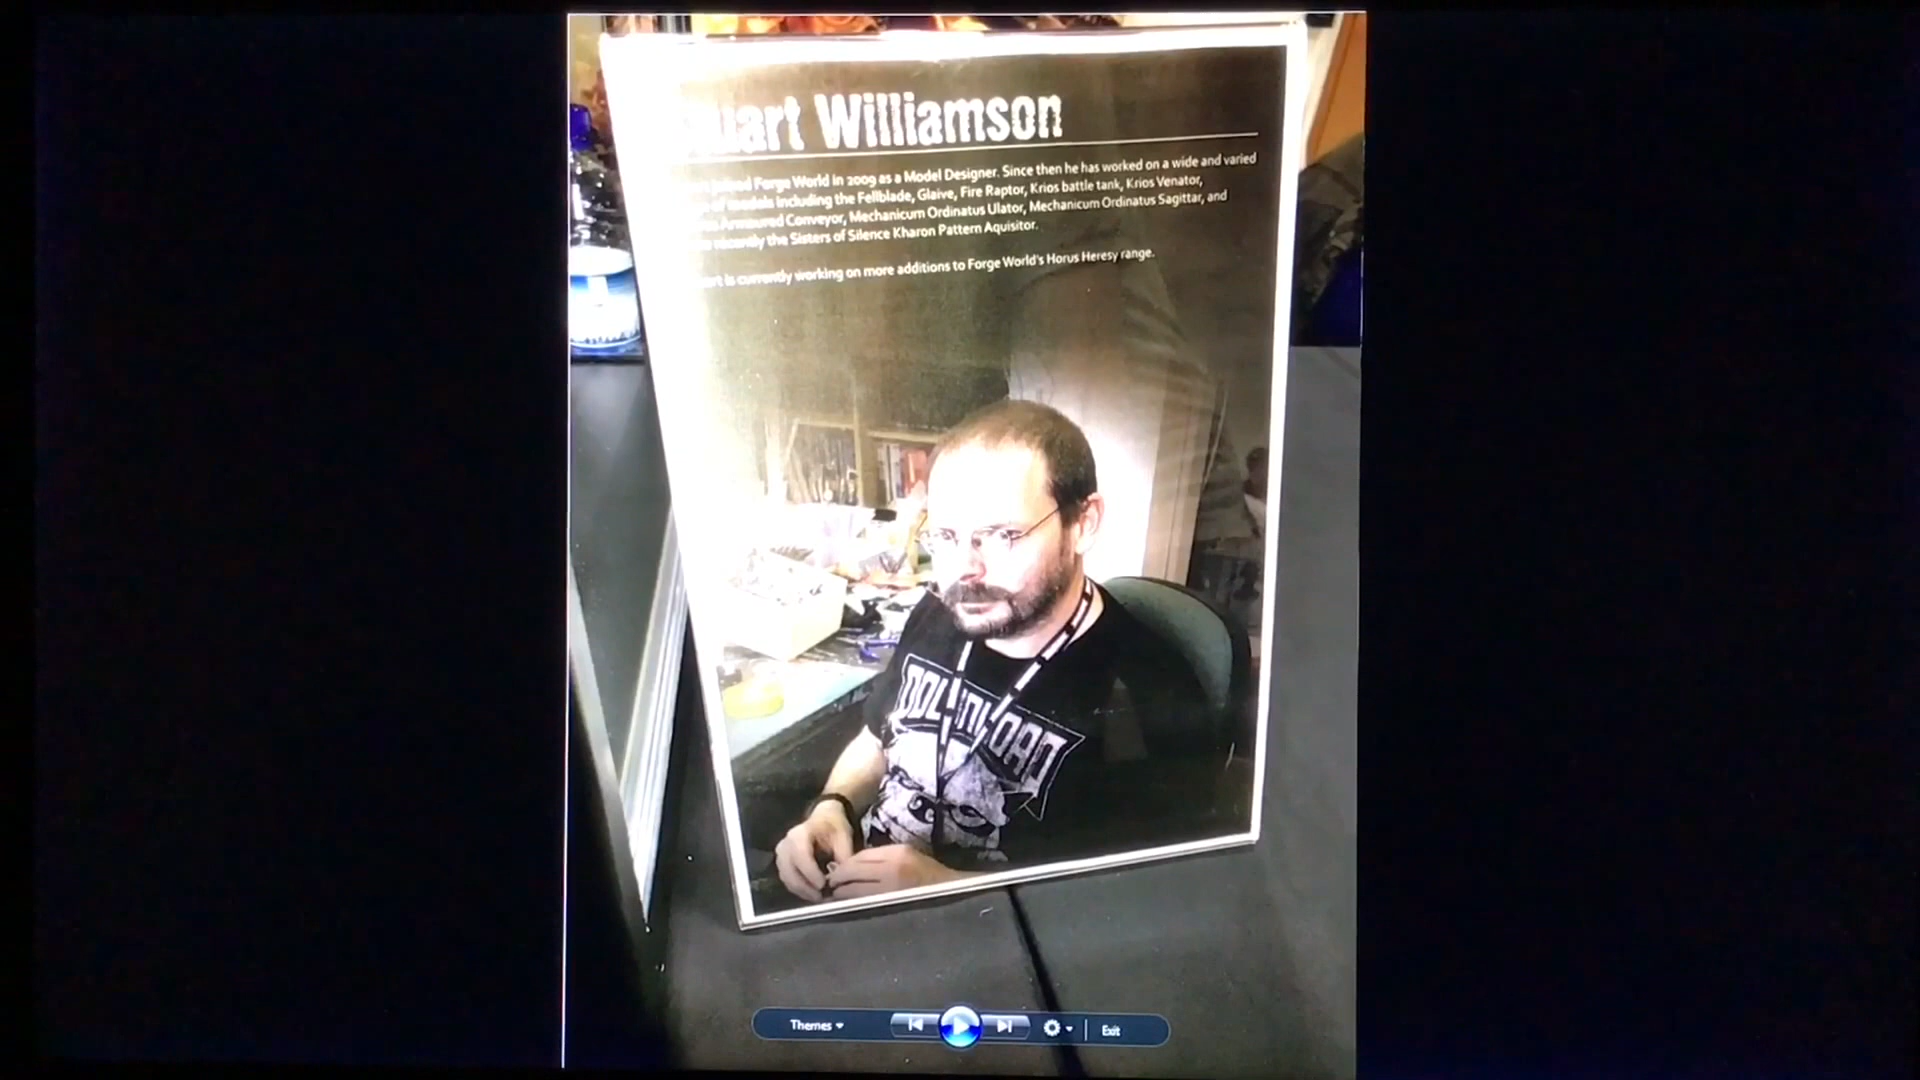 Williamson
Forge World in 2009 as a Model Designer. Since then he has worked on a wide and varied
of models including the Fellblade, Glaive, Fire Raptor, Krios battle tank, Krios Venator,
Armoured Conveyor, Mechanicum Ordinatus Ulator, Mechanicum Ordinatus Sagittar, and
recently the Sisters of Silence Kharon Pattern Aquisitor.
is currently working on more additions to Forge World's Horus Heresy range.
DOWNLOAD
Themes
Exit